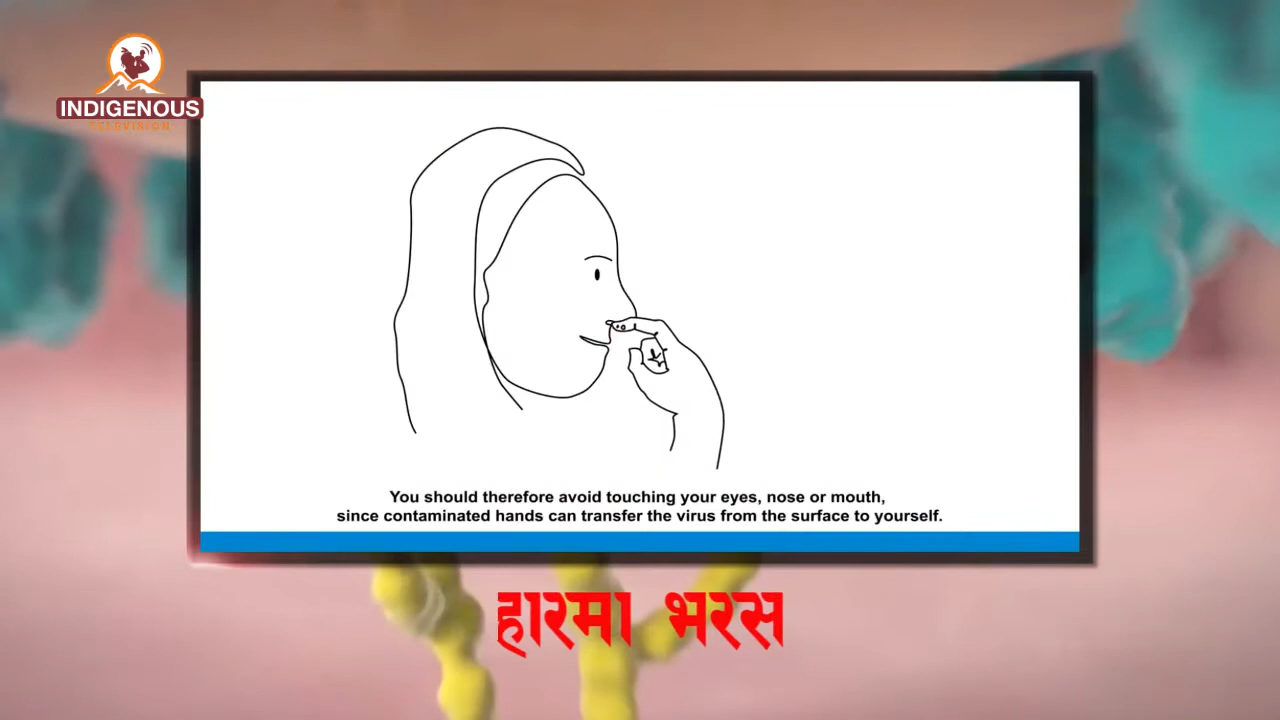 INDIGENOUS
TELEVISION
You should therefore avoid touching your eyes, nose or mouth,
since contaminated hands can transfer the virus from the surface to yourself.
हारमा भरस